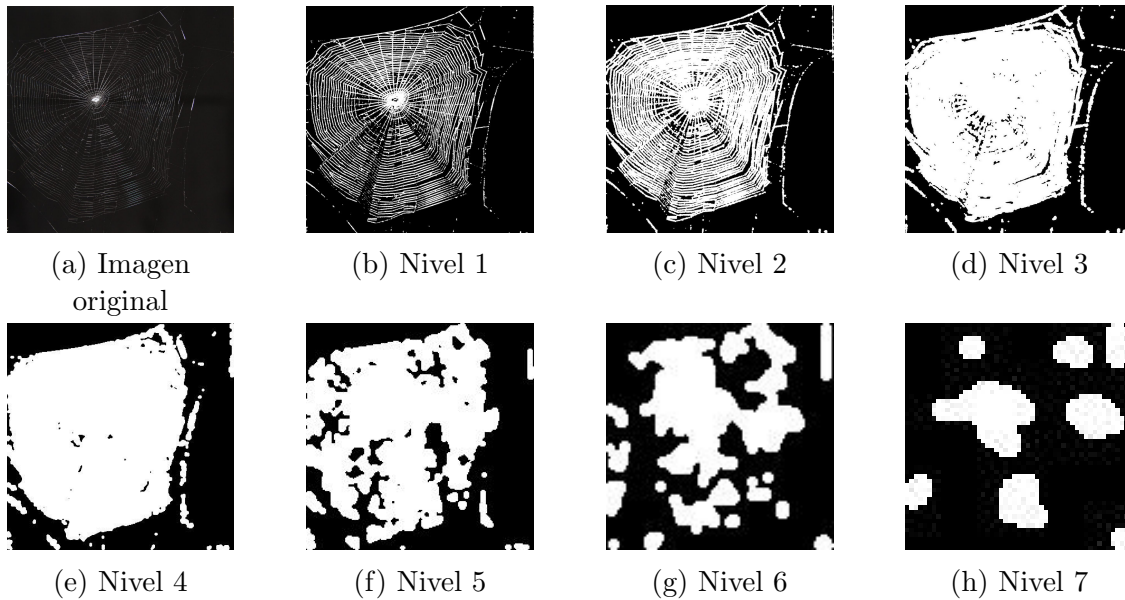 (a) Imagen
original
(b) Nivel 1
(c) Nivel 2
(d) Nivel 3
(e) Nivel 4
(f) Nivel 5
(g) Nivel 6
(h) Nivel 7